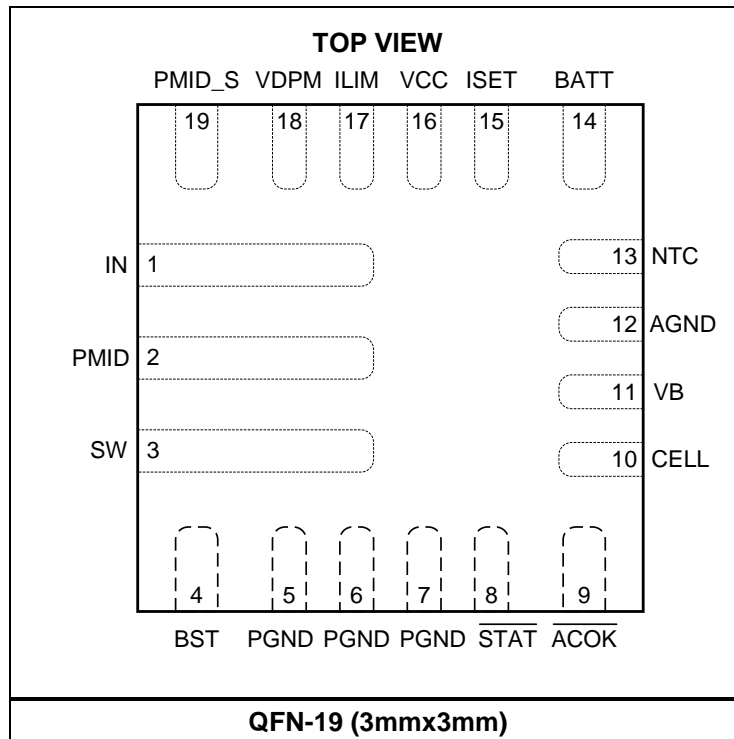 TOP VIEW
PMID_S VDPM ILIM VCC ISET BATT
19 18 17 16 15 14
IN 1
13 NTC
12 AGND
PMID 2
11 VB
SW 3
10 CELL
4 5 6 7 8 9
BST PGND PGND PGND STAT ACOK
QFN-19 (3mmx3mm)